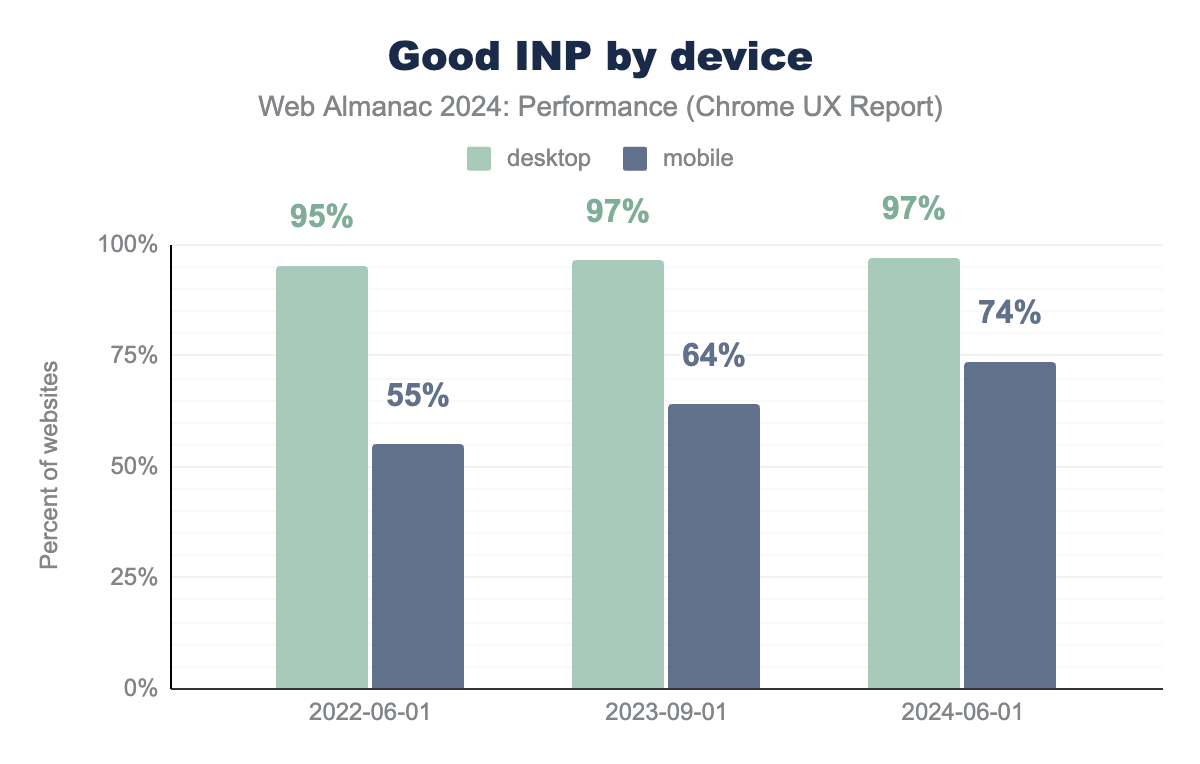 Good INP by device
Web Almanac 2024: Performance (Chrome UX Report)
desktop mobile
95% 97% 97%
100%
74%
75%
64%
55%
50%
25%
0%
Percent of websites
2022-06-01 2023-09-01 2024-06-01